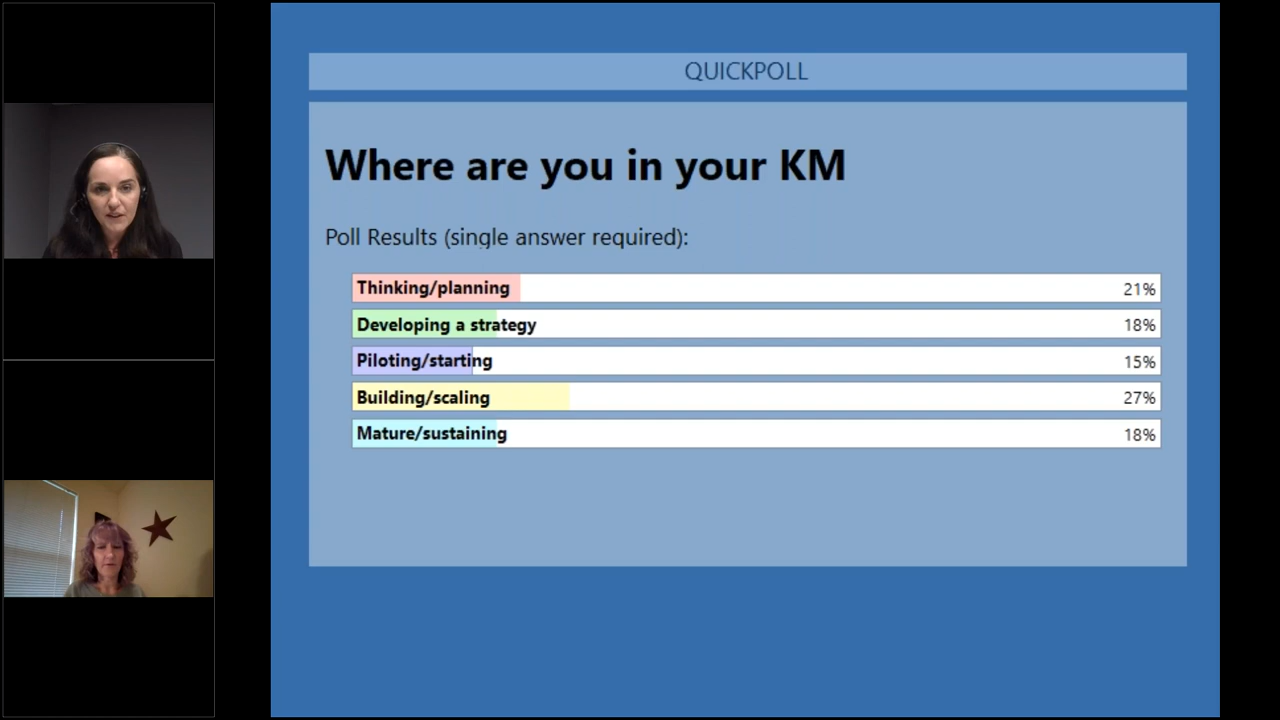 QUICKPOLL
Where are you in your KM
Poll Results (single answer required):
Thinking/planning 21%
Developing a strategy 18%
Piloting/starting 15%
Building/scaling 27%
Mature/sustaining 18%